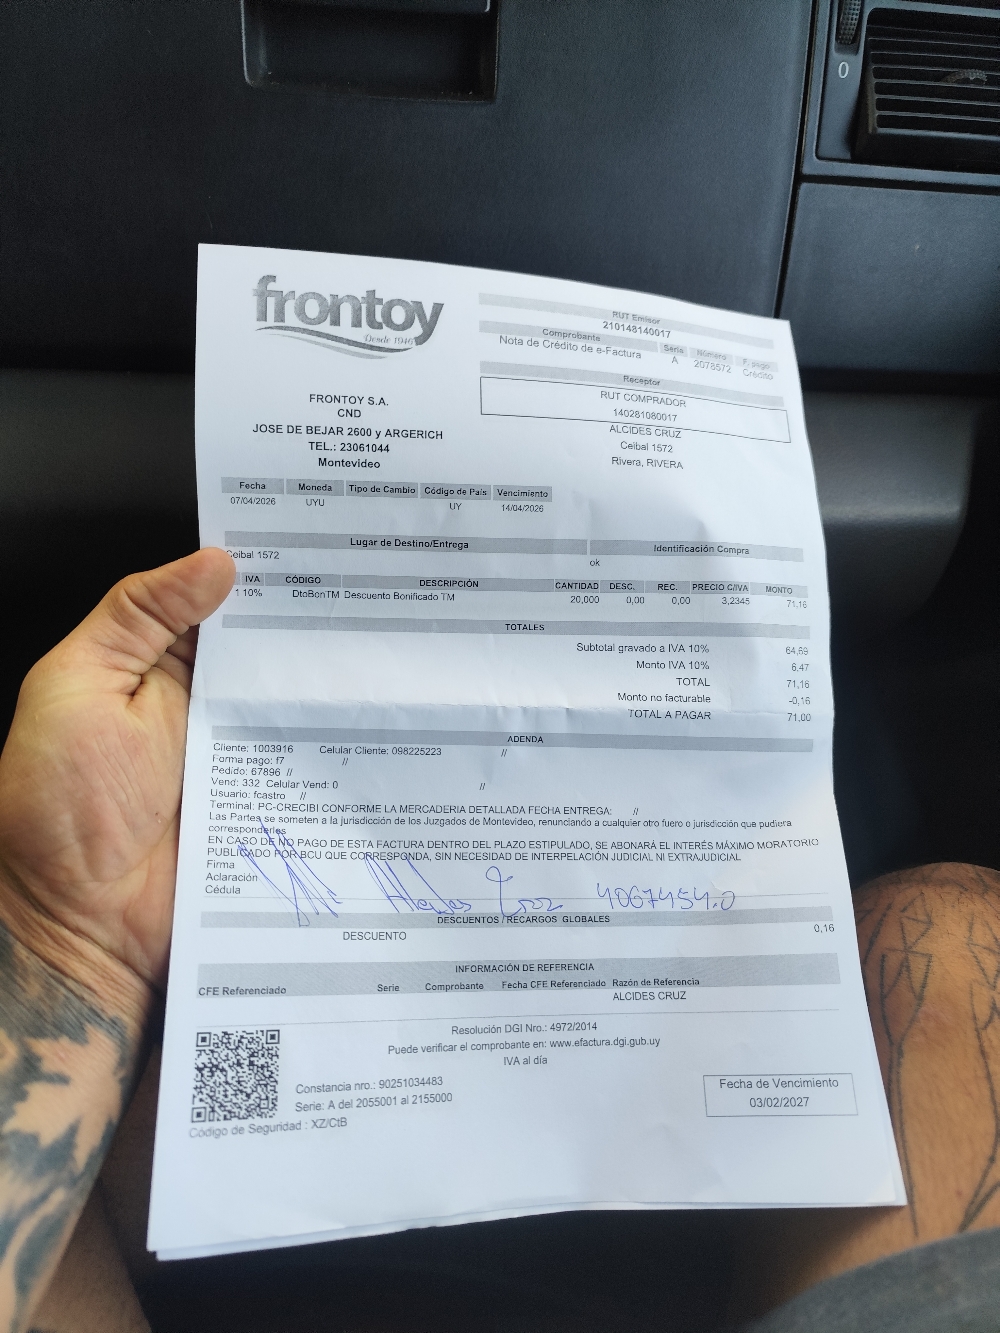 frontoy
Desde 1946
RUT Emisor
210148140017
Comprobante Serie Número F. pago
Nota de Crédito de e-Factura A 2078572 Crédito
Receptor
RUT COMPRADOR
140281080017
ALCIDES CRUZ
Ceibal 1572
Rivera, RIVERA
FRONTOY S.A.
CND
JOSE DE BEJAR 2600 y ARGERICH
TEL.: 23061044
Montevideo
Fecha Moneda Tipo de Cambio Código de País Vencimiento
07/04/2026 UYU UY 14/04/2026
Lugar de Destino/Entrega Identificación Compra
Ceibal 1572 ok
IVA CÓDIGO DESCRIPCIÓN CANTIDAD DESC. REC. PRECIO C/IVA MONTO
1 10% DtoBonTM Descuento Bonificado TM 20,000 0,00 0,00 3,2345 71,16
TOTALES
Subtotal gravado a IVA 10% 64,69
Monto IVA 10% 6,47
TOTAL 71,16
Monto no facturable -0,16
TOTAL A PAGAR 71,00
ADENDA
Cliente: 1003916 Celular Cliente: 098225223 //
Forma pago: f7 //
Pedido: 67896 //
Vend: 332 Celular Vend: 0 //
Usuario: fcastro //
Terminal: PC-CRECIBI CONFORME LA MERCADERIA DETALLADA FECHA ENTREGA: //
Las Partes se someten a la jurisdicción de los Juzgados de Montevideo, renunciando a cualquier otro fuero o jurisdicción que pudiera
corresponderles
EN CASO DE NO PAGO DE ESTA FACTURA DENTRO DEL PLAZO ESTIPULADO, SE ABONARÁ EL INTERÉS MÁXIMO MORATORIO
PUBLICADO POR BCU QUE CORRESPONDA, SIN NECESIDAD DE INTERPELACIÓN JUDICIAL NI EXTRAJUDICIAL
Firma
Aclaración
Cédula 4067454.0
DESCUENTOS / RECARGOS GLOBALES
DESCUENTO 0,16
INFORMACIÓN DE REFERENCIA
CFE Referenciado Serie Comprobante Fecha CFE Referenciado Razón de Referencia
ALCIDES CRUZ
Resolución DGI Nro.: 4972/2014
Puede verificar el comprobante en: www.efactura.dgi.gub.uy
IVA al día
Constancia nro.: 90251034483
Serie: A del 2055001 al 2155000
Código de Seguridad : XZ/CtB
Fecha de Vencimiento
03/02/2027
0